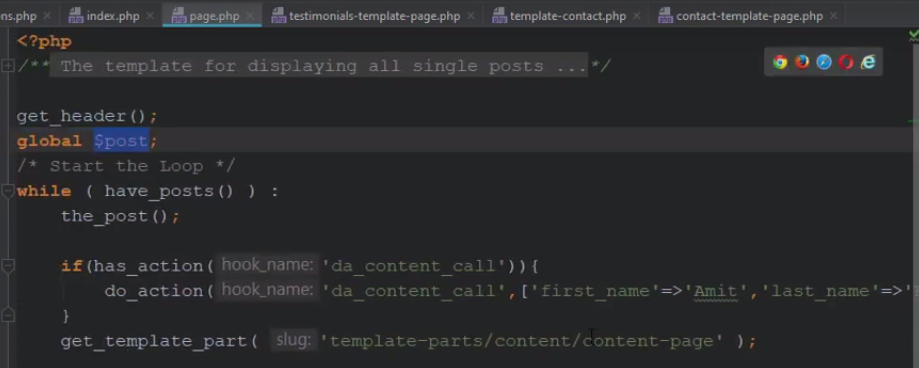 ons.php × index.php × page.php × testimonials-template-page.php × template-contact.php × contact-template-page.php ×
<?php
/** The template for displaying all single posts ...*/
get_header();
global $post;
/* Start the Loop */
while ( have_posts() ) :
the_post();
if(has_action( hook_name: 'da_content_call')){
do_action( hook_name: 'da_content_call',['first_name'=>'Amit','last_name'=>'
}
get_template_part( slug: 'template-parts/content/content-page' );